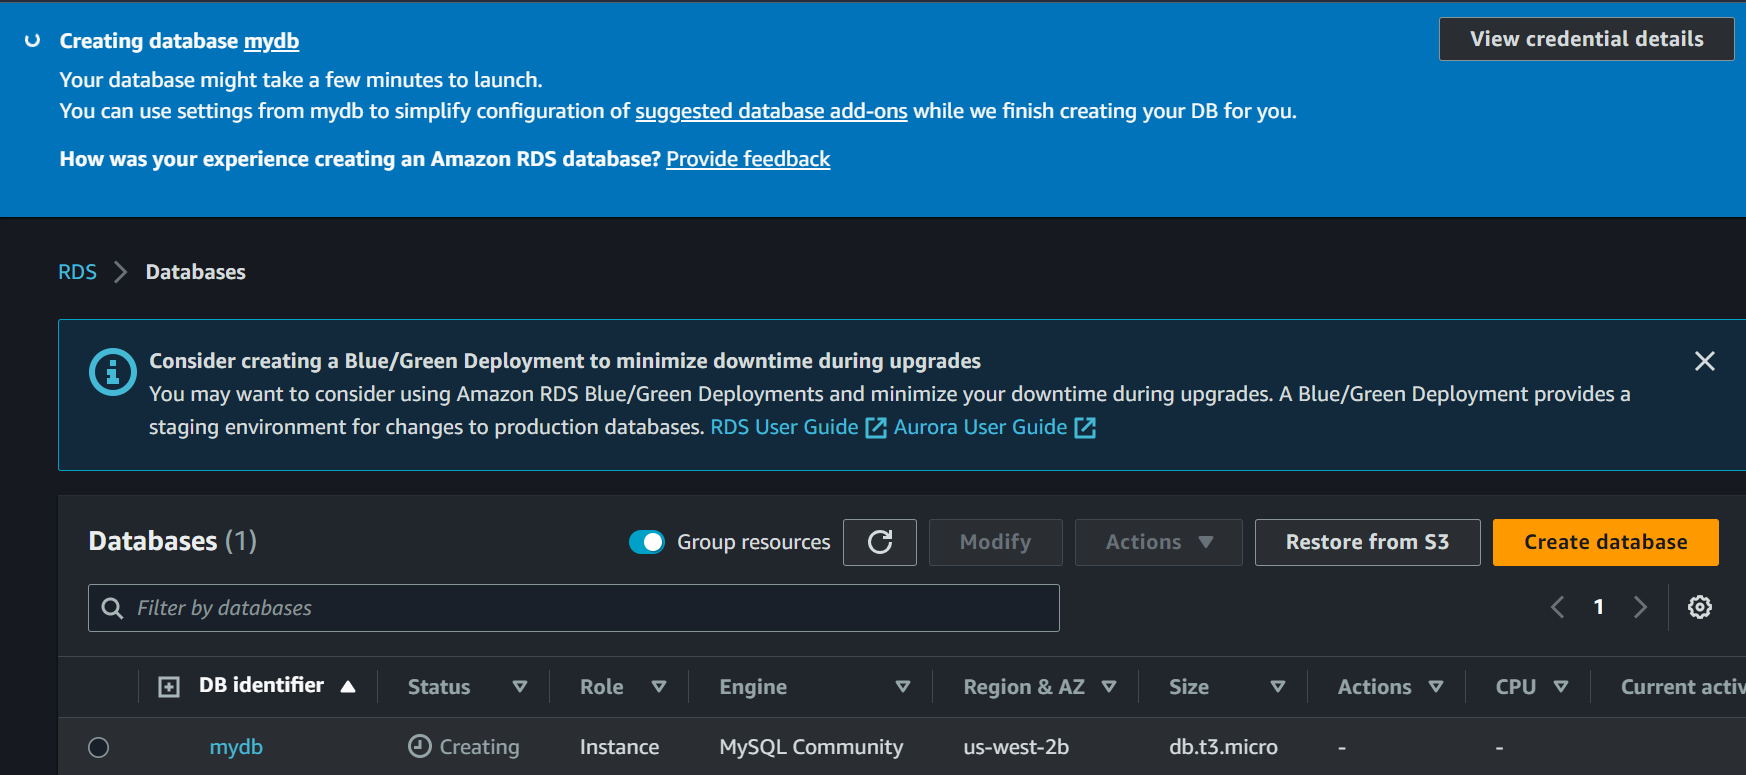 Creating database mydb
View credential details
Your database might take a few minutes to launch.
You can use settings from mydb to simplify configuration of suggested database add-ons while we finish creating your DB for you.
How was your experience creating an Amazon RDS database? Provide feedback
RDS Databases
Consider creating a Blue/Green Deployment to minimize downtime during upgrades
You may want to consider using Amazon RDS Blue/Green Deployments and minimize your downtime during upgrades. A Blue/Green Deployment provides a
staging environment for changes to production databases. RDS User Guide Aurora User Guide
Databases (1) Group resources Modify Actions Restore from S3 Create database
Filter by databases 1
DB identifier Status Role Engine Region & AZ Size Actions CPU Current activ
mydb Creating Instance MySQL Community us-west-2b db.t3.micro - -